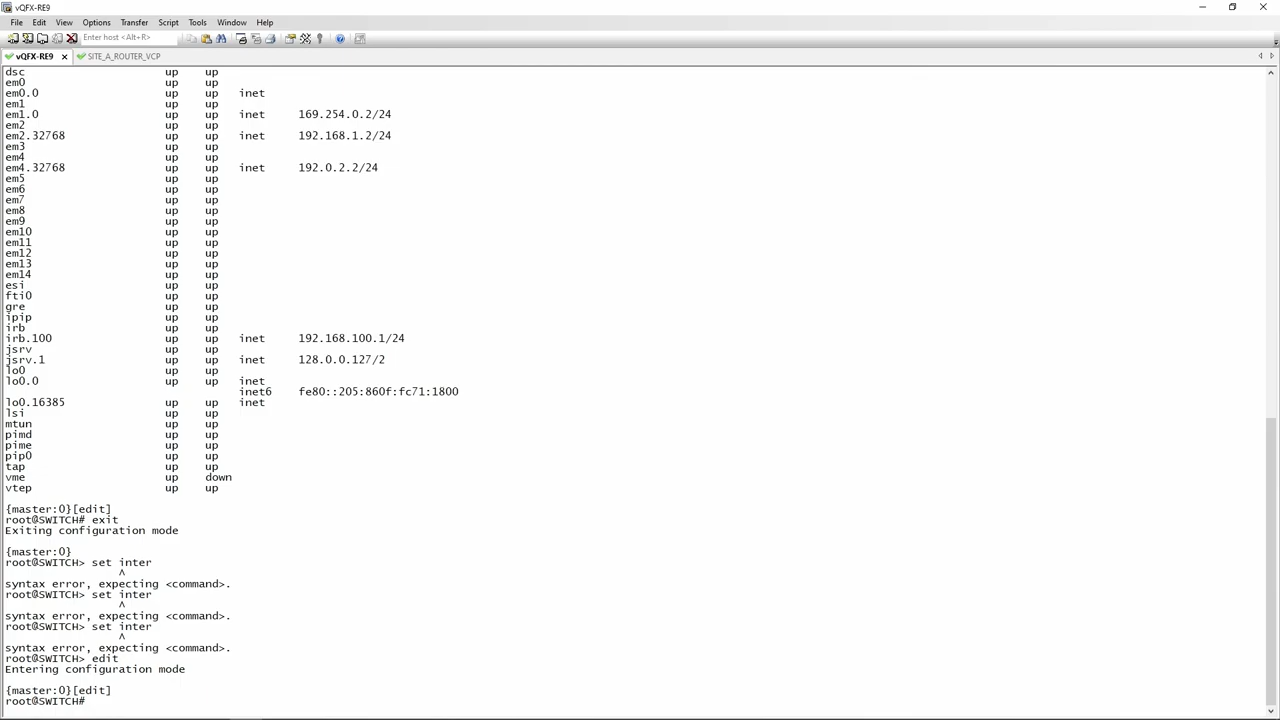 vQFX-RE9
File Edit View Options Transfer Script Tools Window Help
Enter host <Alt+R>
vQFX-RE9 SITE_A_ROUTER_VCP
dsc up up
em0 up up
em0.0 up up inet
em1 up up
em1.0 up up inet 169.254.0.2/24
em2 up up
em2.32768 up up inet 192.168.1.2/24
em3 up up
em4 up up
em4.32768 up up inet 192.0.2.2/24
em5 up up
em6 up up
em7 up up
em8 up up
em9 up up
em10 up up
em11 up up
em12 up up
em13 up up
em14 up up
esi up up
fti0 up up
gre up up
ipip up up
irb up up
irb.100 up up inet 192.168.100.1/24
jsrv up up
jsrv.1 up up inet 128.0.0.127/2
lo0 up up
lo0.0 up up inet
inet6 fe80::205:860f:fc71:1800
lo0.16385 up up inet
lsi up up
mtun up up
pimd up up
pime up up
pip0 up up
tap up up
vme up down
vtep up up
{master:0}[edit]
root@SWITCH# exit
Exiting configuration mode
{master:0}
root@SWITCH> set inter
^
syntax error, expecting <command>.
root@SWITCH> set inter
^
syntax error, expecting <command>.
root@SWITCH> set inter
^
syntax error, expecting <command>.
root@SWITCH> edit
Entering configuration mode
{master:0}[edit]
root@SWITCH#